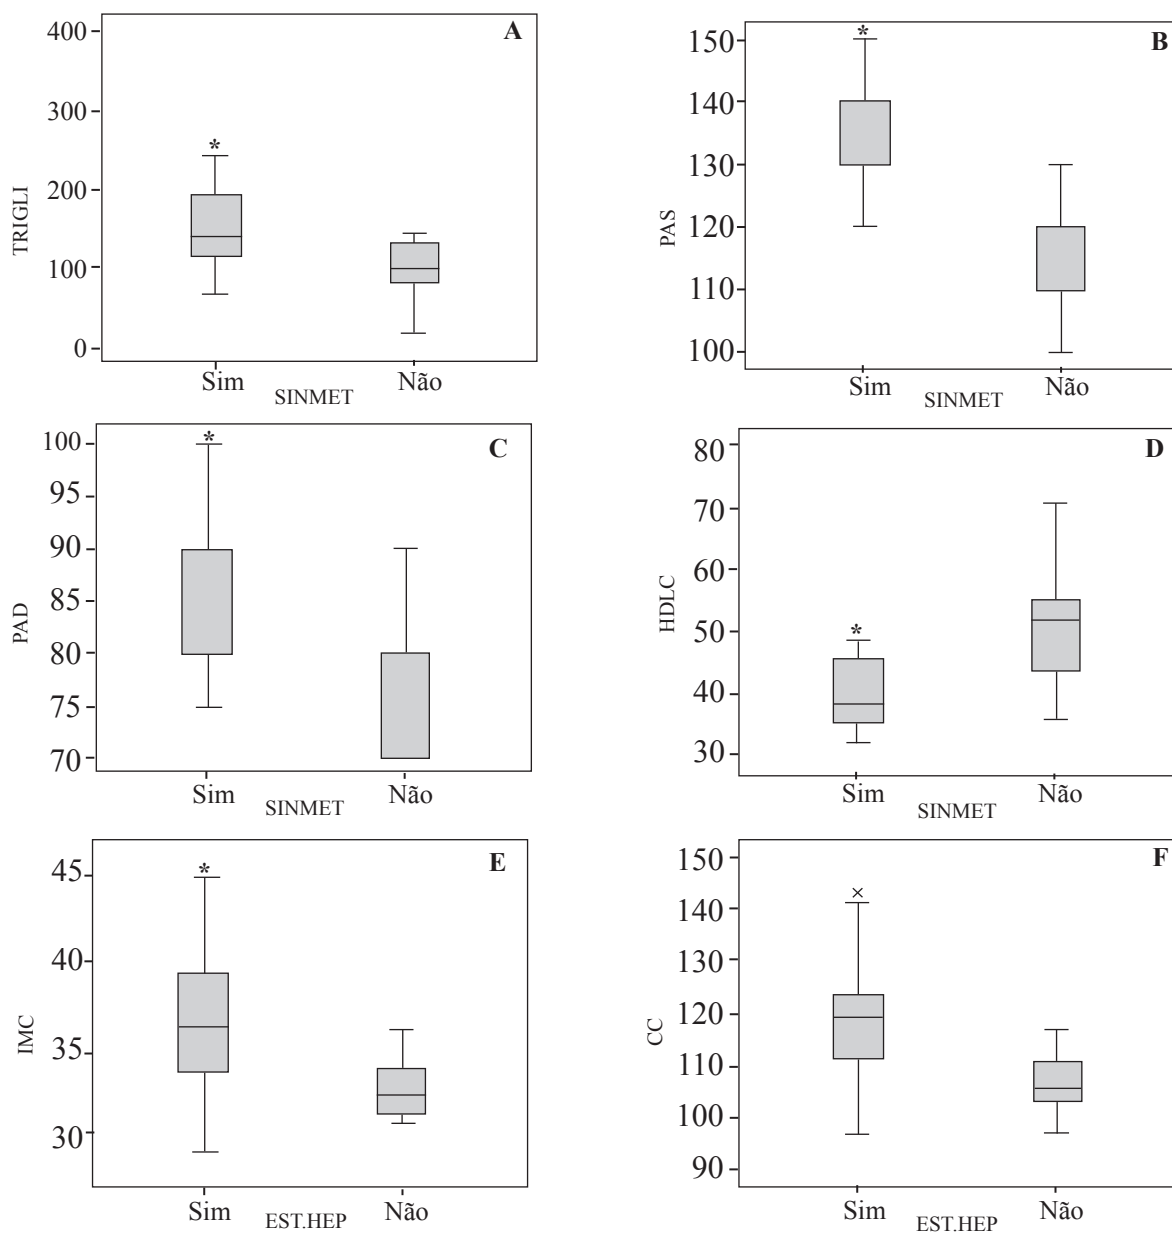 A
400
300
200
100
0
TRIGLI
*
Sim
Não
SINMET
B
150
140
130
120
110
100
PAS
*
Sim
Não
SINMET
C
100
95
90
85
80
75
70
PAD
*
Sim
Não
SINMET
D
80
70
60
50
40
30
HDLC
*
Sim
Não
SINMET
E
45
40
35
30
IMC
*
Sim
Não
EST.HEP
F
150
140
130
120
110
100
90
CC
×
Sim
Não
EST.HEP